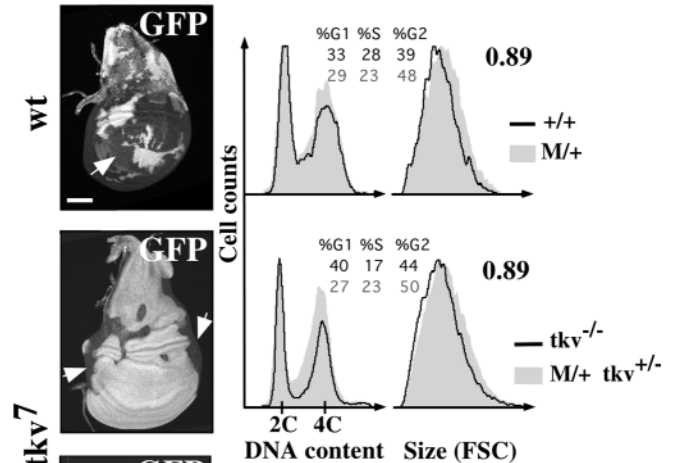 GFP
wt
%G1 %S %G2
33 28 39
29 23 48
0.89
+/+
M/+
Cell counts
GFP
tkv7
%G1 %S %G2
40 17 44
27 23 50
0.89
tkv-/-
M/+ tkv+/-
2C 4C
DNA content Size (FSC)